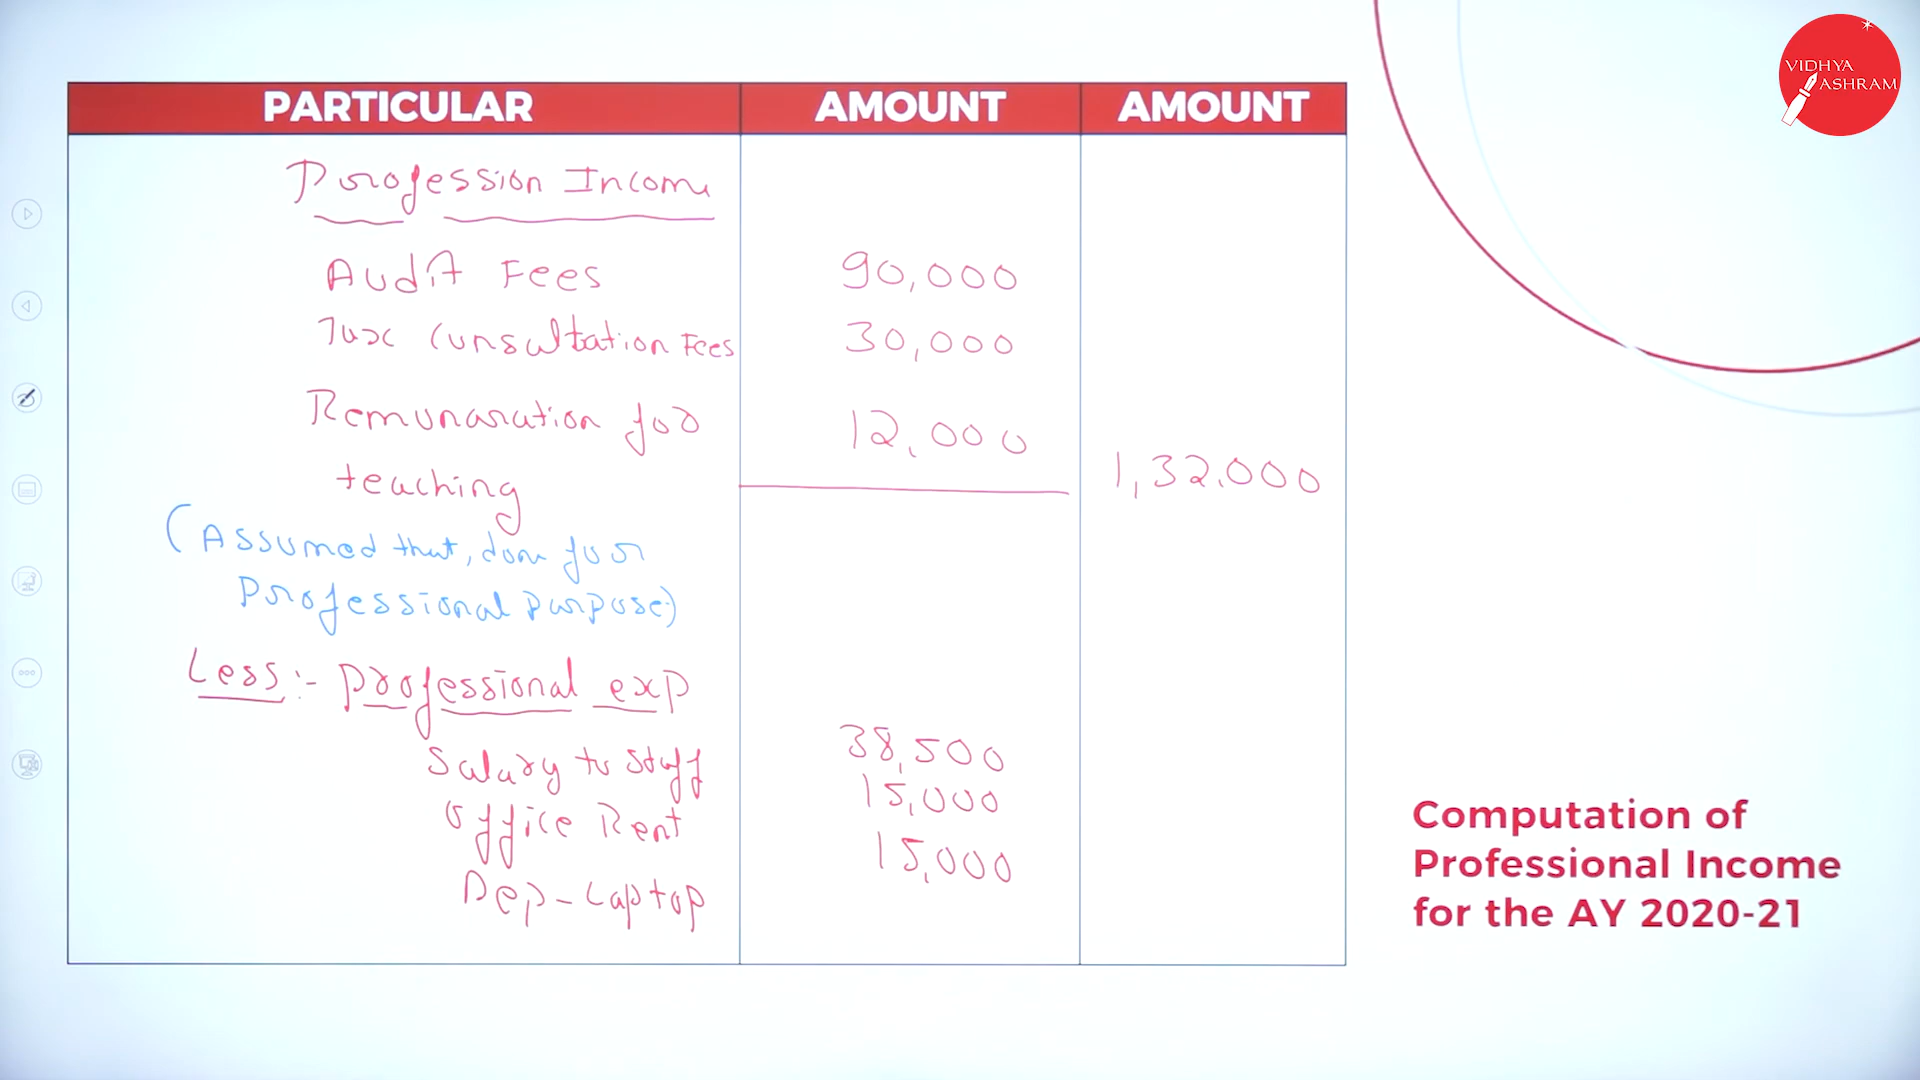 VIDHYA
ASHRAM
PARTICULAR AMOUNT AMOUNT
Profession Income
Audit Fees 90,000
Tax Consultation Fees 30,000
Remunaration for 12,000
teaching 1,32,000
(Assumed that, done for
Professional purpose)
Less :- Professional exp
Salary to staff 38,500
Office Rent 15,000
Dep - Laptop 15,000
Computation of
Professional Income
for the AY 2020-21